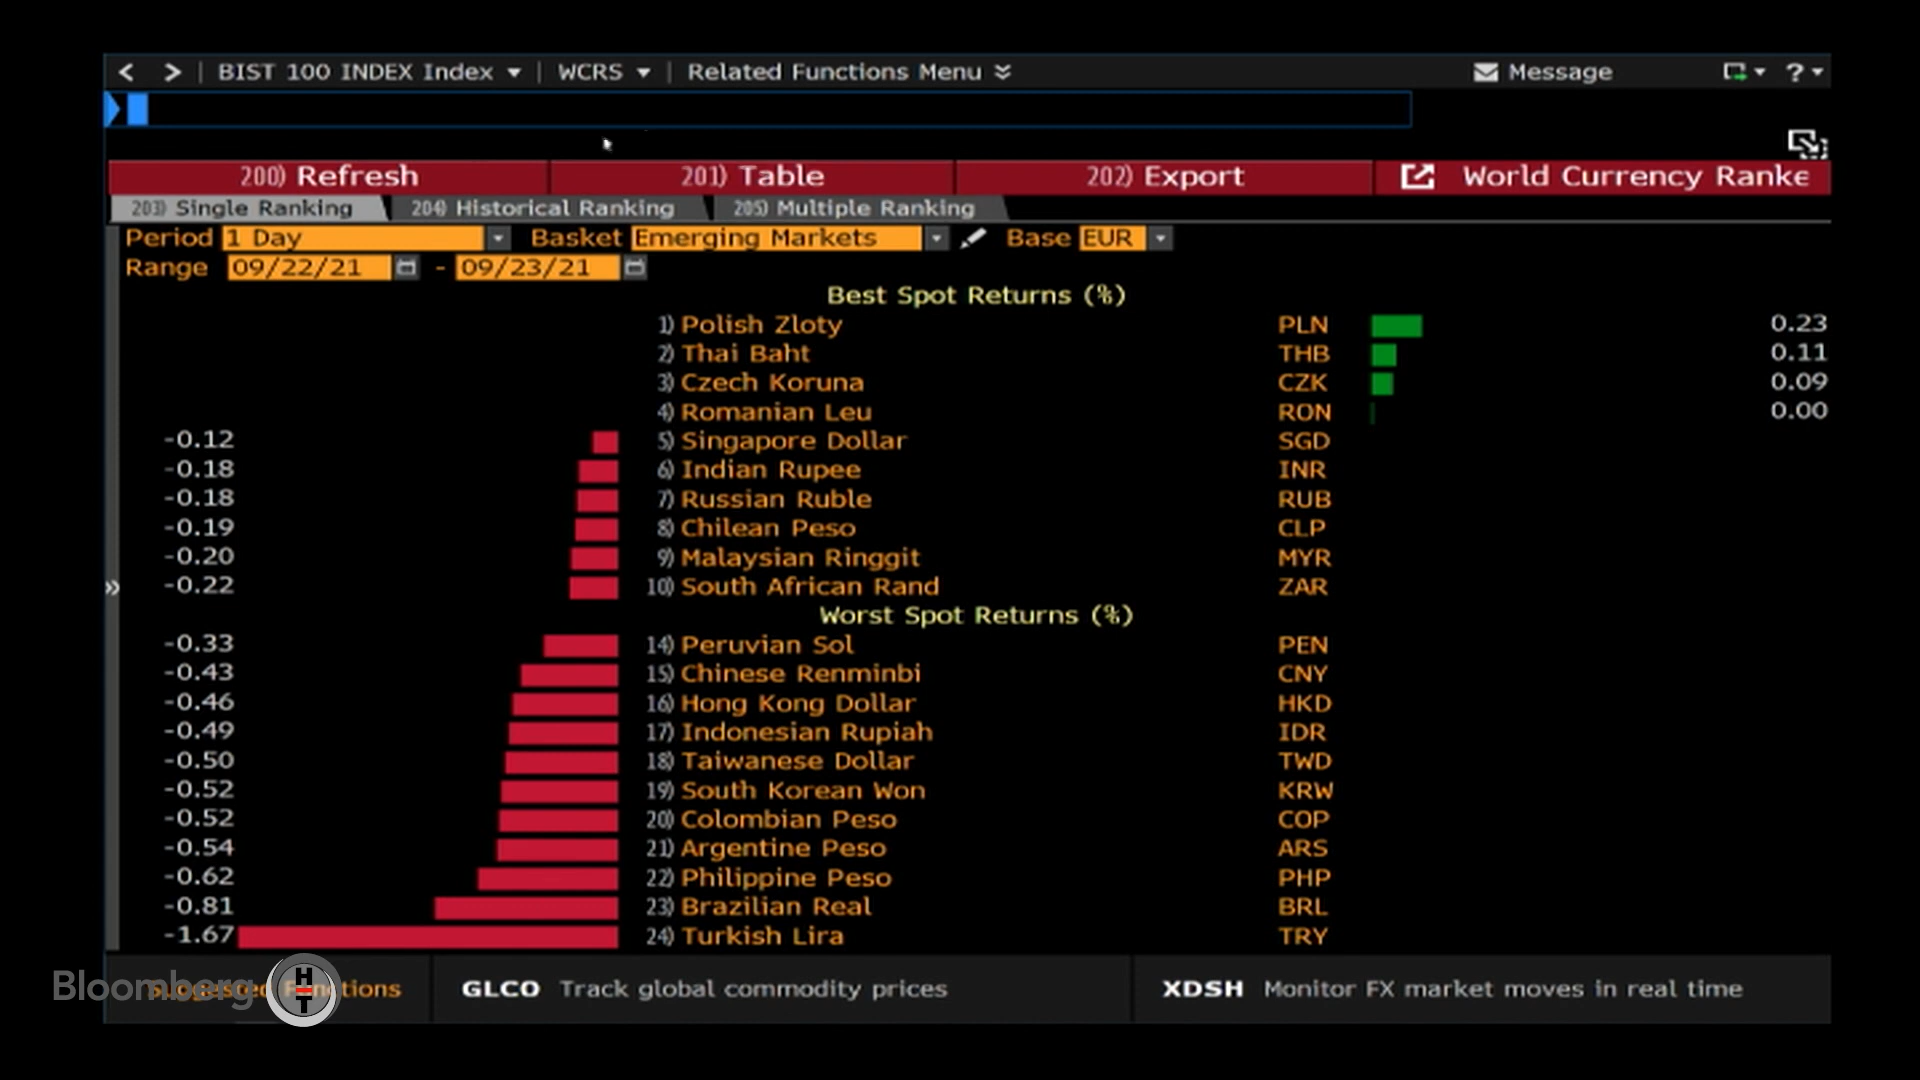 < > BIST 100 INDEX Index WCRS Related Functions Menu Message ?
200) Refresh 201) Table 202) Export World Currency Ranke
203) Single Ranking 204) Historical Ranking 205) Multiple Ranking
Period 1 Day Basket Emerging Markets Base EUR
Range 09/22/21 - 09/23/21
Best Spot Returns (%)
1) Polish Zloty PLN 0.23
2) Thai Baht THB 0.11
3) Czech Koruna CZK 0.09
4) Romanian Leu RON 0.00
-0.12 5) Singapore Dollar SGD
-0.18 6) Indian Rupee INR
-0.18 7) Russian Ruble RUB
-0.19 8) Chilean Peso CLP
-0.20 9) Malaysian Ringgit MYR
-0.22 10) South African Rand ZAR
Worst Spot Returns (%)
-0.33 14) Peruvian Sol PEN
-0.43 15) Chinese Renminbi CNY
-0.46 16) Hong Kong Dollar HKD
-0.49 17) Indonesian Rupiah IDR
-0.50 18) Taiwanese Dollar TWD
-0.52 19) South Korean Won KRW
-0.52 20) Colombian Peso COP
-0.54 21) Argentine Peso ARS
-0.62 22) Philippine Peso PHP
-0.81 23) Brazilian Real BRL
-1.67 24) Turkish Lira TRY
Suggested Functions GLCO Track global commodity prices XDSH Monitor FX market moves in real time
Bloomberg HT